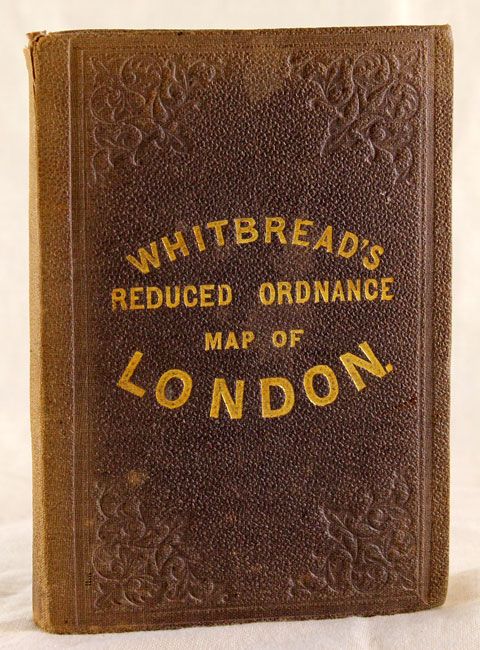 WHITBREAD'S
REDUCED ORDNANCE
MAP OF
LONDON.